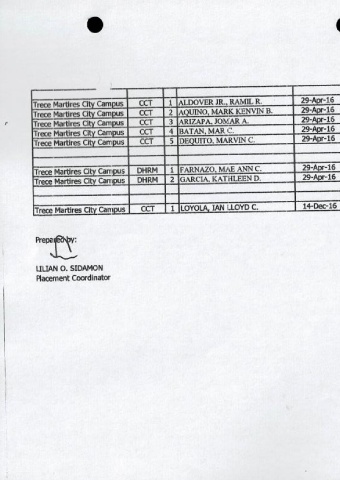 Trece Martires City Campus CCT 1 ALDOVER JR., RAMIL R. 29-Apr-16
Trece Martires City Campus CCT 2 AQUINO, MARK KENVIN B. 29-Apr-16
Trece Martires City Campus CCT 3 ARIZAPA, JOMAR A. 29-Apr-16
Trece Martires City Campus CCT 4 BATAN, MAR C. 29-Apr-16
Trece Martires City Campus CCT 5 DEQUITO, MARVIN C. 29-Apr-16
Trece Martires City Campus DHRM 1 FARNAZO, MAE ANN C. 29-Apr-16
Trece Martires City Campus DHRM 2 GARCIA, KATHLEEN D. 29-Apr-16
Trece Martires City Campus CCT 1 LOYOLA, IAN LLOYD C. 14-Dec-16
Prepared by:
LILIAN O. SIDAMON
Placement Coordinator